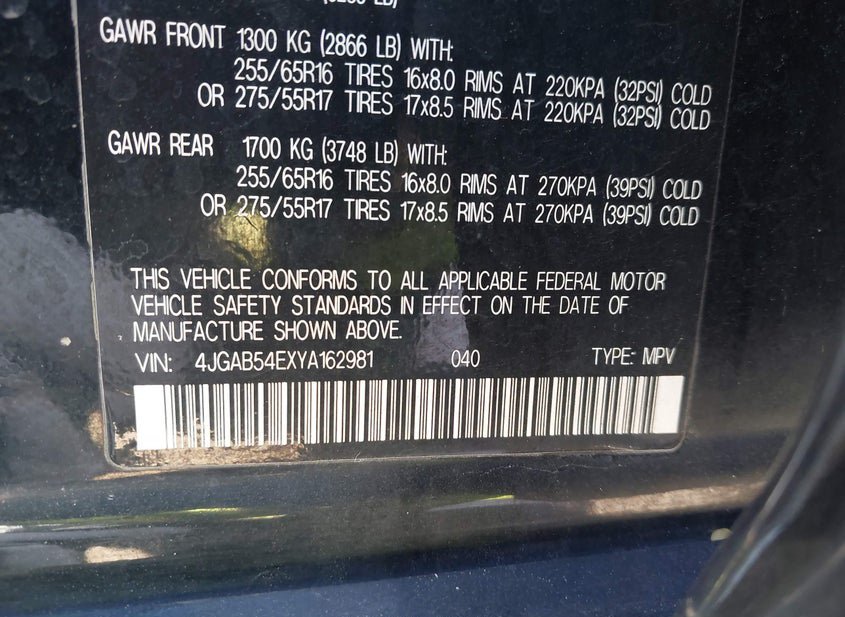 GAWR FRONT 1300 KG (2866 LB) WITH:
255/65R16 TIRES 16x8.0 RIMS AT 220KPA (32PSI) COLD
OR 275/55R17 TIRES 17x8.5 RIMS AT 220KPA (32PSI) COLD
GAWR REAR 1700 KG (3748 LB) WITH:
255/65R16 TIRES 16x8.0 RIMS AT 270KPA (39PSI) COLD
OR 275/55R17 TIRES 17x8.5 RIMS AT 270KPA (39PSI) COLD
THIS VEHICLE CONFORMS TO ALL APPLICABLE FEDERAL MOTOR
VEHICLE SAFETY STANDARDS IN EFFECT ON THE DATE OF
MANUFACTURE SHOWN ABOVE.
VIN: 4JGAB54EXYA162981 040 TYPE: MPV